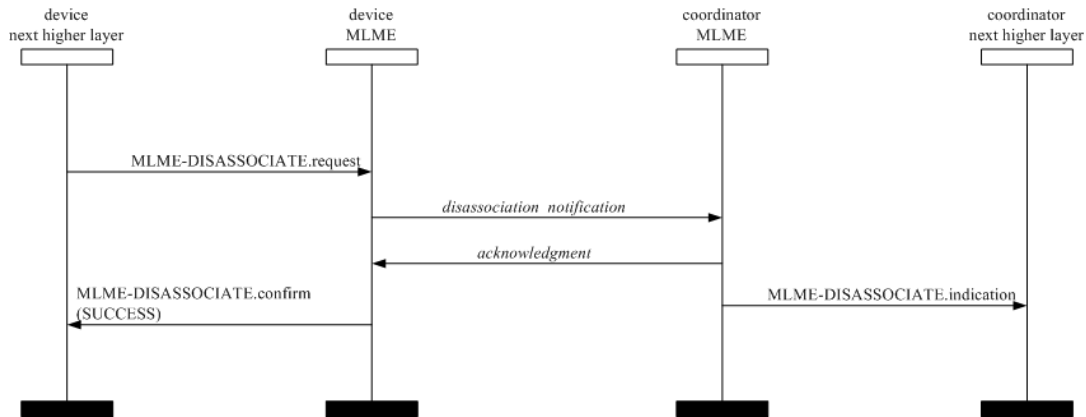 device
next higher layer
device
MLME
coordinator
MLME
coordinator
next higher layer
MLME-DISASSOCIATE.request
disassociation notification
acknowledgment
MLME-DISASSOCIATE.confirm
(SUCCESS)
MLME-DISASSOCIATE.indication